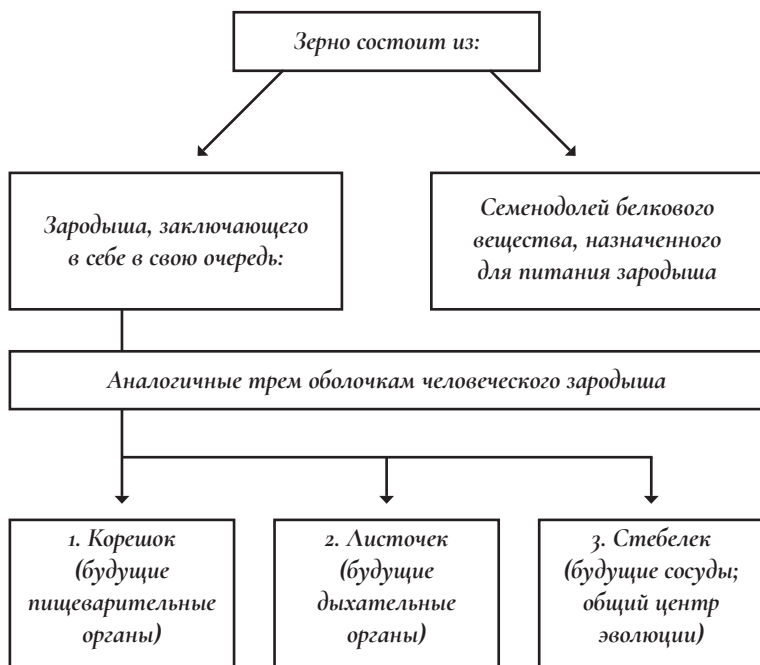 Зерно состоит из:
Зародыша, заключающего
в себе в свою очередь:
Семенодолей белкового
вещества, назначенного
для питания зародыша
Аналогичные трем оболочкам человеческого зародыша
1. Корешок
(будущие
пищеварительные
органы)
2. Листочек
(будущие
дыхательные
органы)
3. Стебелек
(будущие сосуды;
общий центр
эволюции)